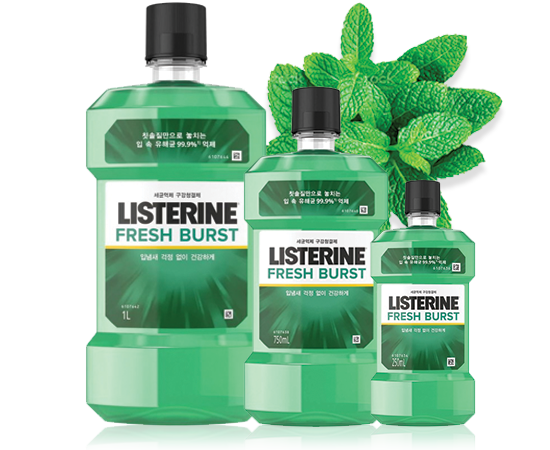 칫솔질만으로 놓치는
입 속 유해균 99.9%¹⁾ 억제
세균억제 구강청결제
LISTERINE®
FRESH BURST
입냄새 걱정 없이 건강하게
1L
칫솔질만으로 놓치는
입 속 유해균 99.9%¹⁾ 억제
세균억제 구강청결제
LISTERINE®
FRESH BURST
입냄새 걱정 없이 건강하게
750mL
칫솔질만으로 놓치는
입 속 유해균 99.9%¹⁾ 억제
세균억제 구강청결제
LISTERINE®
FRESH BURST
입냄새 걱정 없이 건강하게
250mL